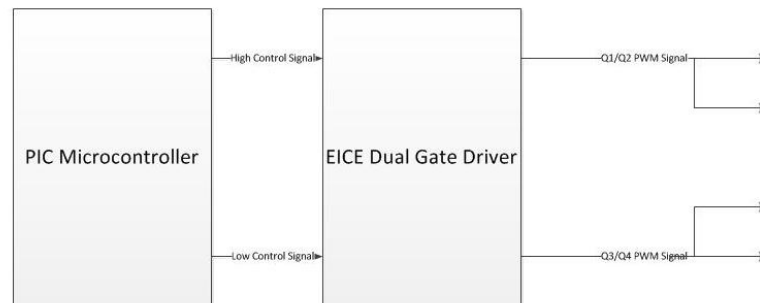 High Control Signal
Q1/Q2 PWM Signal
PIC Microcontroller
EICE Dual Gate Driver
Low Control Signal
Q3/Q4 PWM Signal